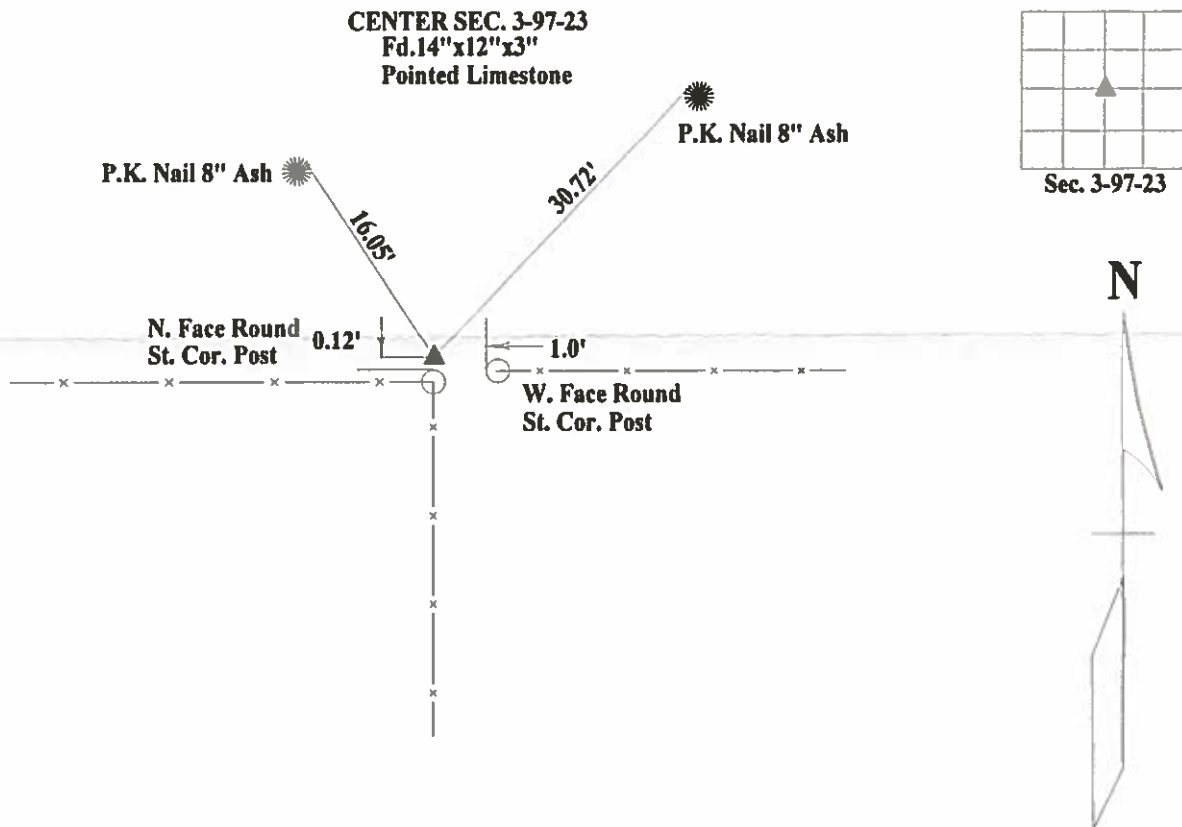 CENTER SEC. 3-97-23
Fd.14"x12"x3"
Pointed Limestone
P.K. Nail 8" Ash
P.K. Nail 8" Ash
Sec. 3-97-23
30.72'
16.05'
N
N. Face Round
St. Cor. Post
0.12'
1.0'
W. Face Round
St. Cor. Post